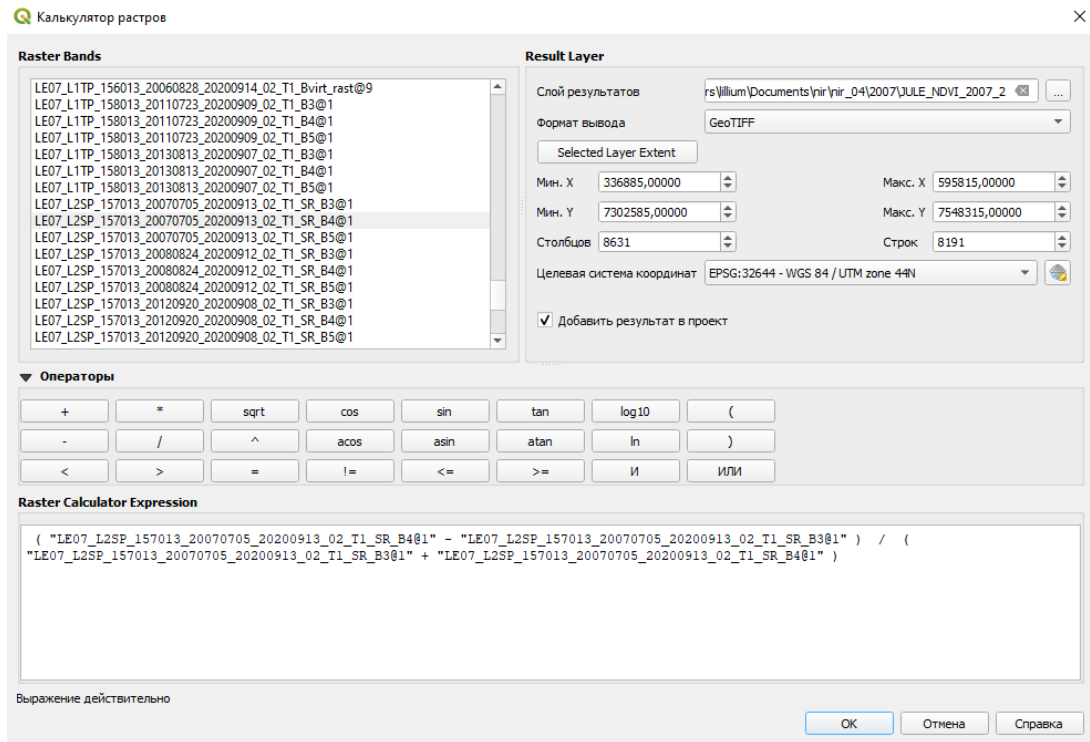 Калькулятор растров
Raster Bands
LE07_L1TP_156013_20060828_20200914_02_T1_Bvirt_rast@9
LE07_L1TP_158013_20110723_20200909_02_T1_B3@1
LE07_L1TP_158013_20110723_20200909_02_T1_B4@1
LE07_L1TP_158013_20110723_20200909_02_T1_B5@1
LE07_L1TP_158013_20130813_20200907_02_T1_B3@1
LE07_L1TP_158013_20130813_20200907_02_T1_B4@1
LE07_L1TP_158013_20130813_20200907_02_T1_B5@1
LE07_L2SP_157013_20070705_20200913_02_T1_SR_B3@1
LE07_L2SP_157013_20070705_20200913_02_T1_SR_B4@1
LE07_L2SP_157013_20070705_20200913_02_T1_SR_B5@1
LE07_L2SP_157013_20080824_20200912_02_T1_SR_B3@1
LE07_L2SP_157013_20080824_20200912_02_T1_SR_B4@1
LE07_L2SP_157013_20080824_20200912_02_T1_SR_B5@1
LE07_L2SP_157013_20120920_20200908_02_T1_SR_B3@1
LE07_L2SP_157013_20120920_20200908_02_T1_SR_B4@1
LE07_L2SP_157013_20120920_20200908_02_T1_SR_B5@1
Result Layer
Слой результатов rs\lillium\Documents\nir\nir_04\2007\JULE_NDVI_2007_2 ...
Формат вывода GeoTIFF
Selected Layer Extent
Мин. X 336885,00000 Макс. X 595815,00000
Мин. Y 7302585,00000 Макс. Y 7548315,00000
Столбцов 8631 Строк 8191
Целевая система координат EPSG:32644 - WGS 84 / UTM zone 44N
Добавить результат в проект
Операторы
+ * sqrt cos sin tan log10 (
- / ^ acos asin atan ln )
< > = != <= >= И ИЛИ
Raster Calculator Expression
( "LE07_L2SP_157013_20070705_20200913_02_T1_SR_B4@1" - "LE07_L2SP_157013_20070705_20200913_02_T1_SR_B3@1" ) / (
"LE07_L2SP_157013_20070705_20200913_02_T1_SR_B3@1" + "LE07_L2SP_157013_20070705_20200913_02_T1_SR_B4@1" )
Выражение действительно
OK Отмена Справка